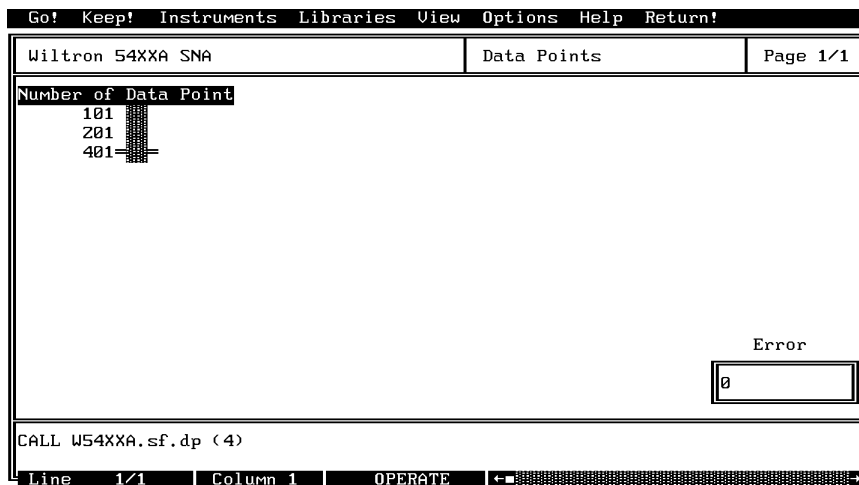 Go! Keep! Instruments Libraries View Options Help Return!
Wiltron 54XXA SNA Data Points Page 1/1
Number of Data Point
101
201
401
Error
0
CALL W54XXA.sf.dp (4)
Line 1/1 Column 1 OPERATE